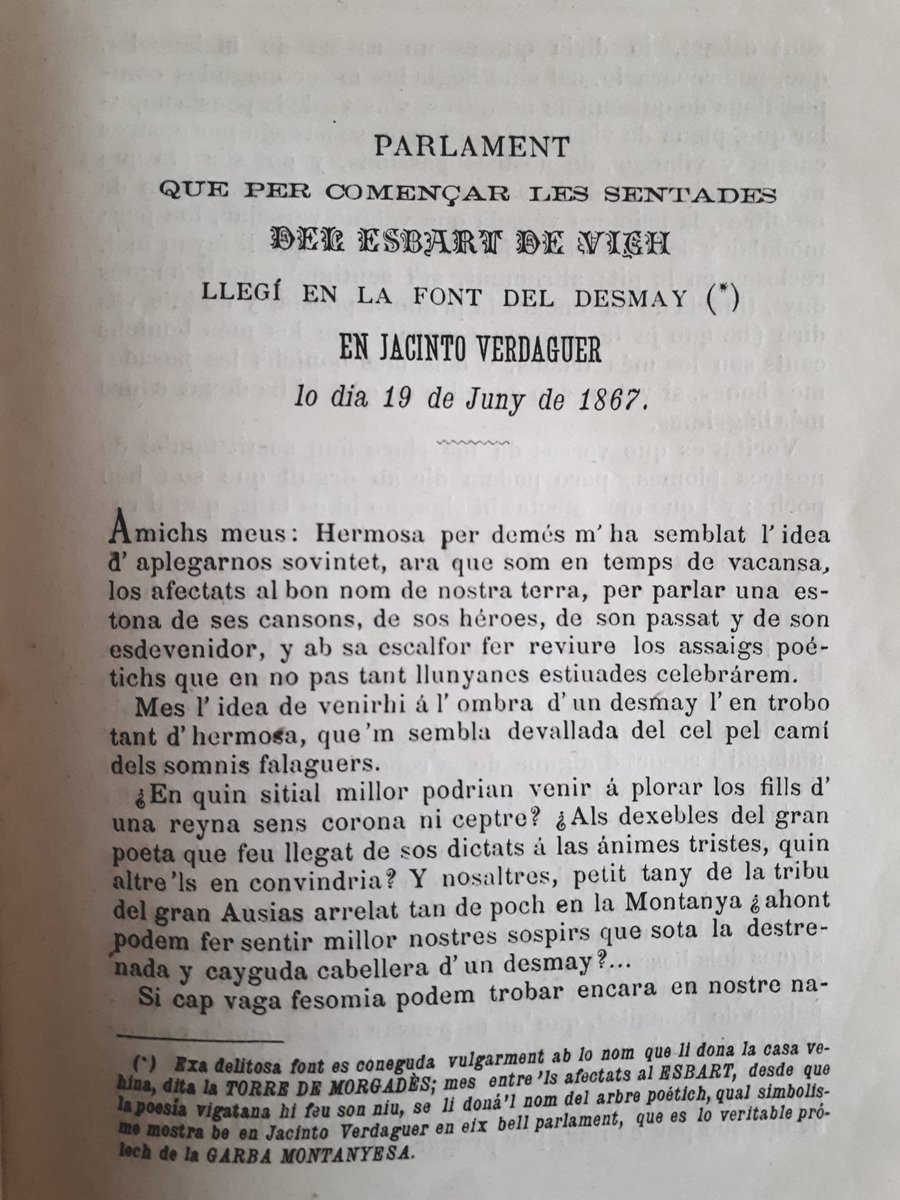 PARLAMENT
QUE PER COMENÇAR LES SENTADES
DEL ESBART DE VICH
LLEGÍ EN LA FONT DEL DESMAY (*)
EN JACINTO VERDAGUER
lo dia 19 de Juny de 1867.
Amichs meus: Hermosa per demés m' ha semblat l' idea
d' aplegarnos sovintet, ara que som en temps de vacansa,
los afectats al bon nom de nostra terra, per parlar una es-
tona de ses cansons, de sos héroes, de son passat y de son
esdevenidor, y ab sa escalfor fer reviure los assaigs poé-
tichs que en no pas tant llunyanes estiuades celebrárem.
Mes l' idea de venirhi á l' ombra d' un desmay l' en trobo
tant d' hermosa, que 'm sembla devallada del cel pel camí
dels somnis falaguers.
¿En quin sitial millor podrian venir á plorar los fills d'
una reyna sens corona ni ceptre? ¿Als dexebles del gran
poeta que feu llegat de sos dictats á las ánimes tristes, quin
altre 'ls en convindria? Y nosaltres, petit tany de la tribu
del gran Ausias arrelat tan de poch en la Montanya ¿ahont
podem fer sentir millor nostres sospirs que sota la destre-
nada y cayguda cabellera d' un desmay?...
Si cap vaga fesomia podem trobar encara en nostre na-
(*) Exa delitosa font es coneguda vulgarment ab lo nom que li dona la casa ve-
hina, dita la TORRE DE MORGADÈS; mes entre 'ls afectats al ESBART, desde que
la poesía vigatana hi feu son niu, se li doná 'l nom del arbre poétich, qual simbolis-
me mostra be en Jacinto Verdaguer en eix bell parlament, que es lo veritable pró-
lech de la GARBA MONTANYESA.